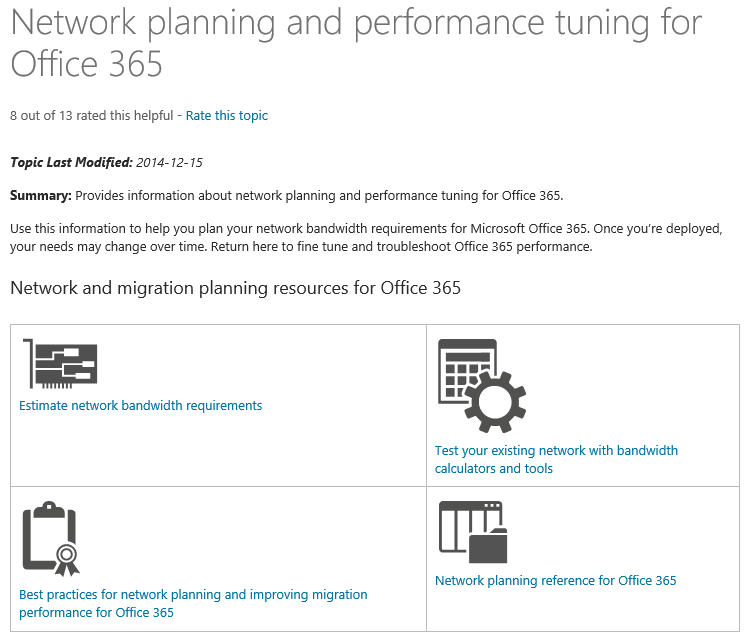 Network planning and performance tuning for
Office 365
8 out of 13 rated this helpful - Rate this topic
Topic Last Modified: 2014-12-15
Summary: Provides information about network planning and performance tuning for Office 365.
Use this information to help you plan your network bandwidth requirements for Microsoft Office 365. Once you're deployed,
your needs may change over time. Return here to fine tune and troubleshoot Office 365 performance.
Network and migration planning resources for Office 365
Estimate network bandwidth requirements
Test your existing network with bandwidth
calculators and tools
Best practices for network planning and improving migration
performance for Office 365
Network planning reference for Office 365